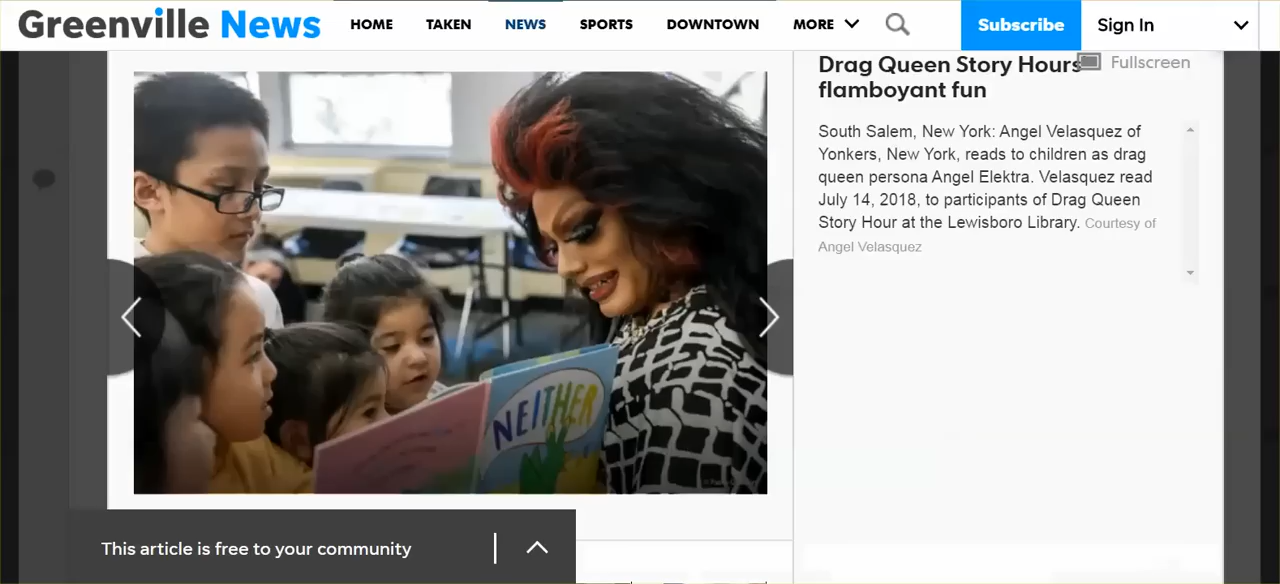 Greenville News
HOME TAKEN NEWS SPORTS DOWNTOWN MORE
Subscribe
Sign In
Fullscreen
Drag Queen Story Hours'
flamboyant fun
South Salem, New York: Angel Velasquez of
Yonkers, New York, reads to children as drag
queen persona Angel Elektra. Velasquez read
July 14, 2018, to participants of Drag Queen
Story Hour at the Lewisboro Library. Courtesy of
Angel Velasquez
NEITHER
This article is free to your community